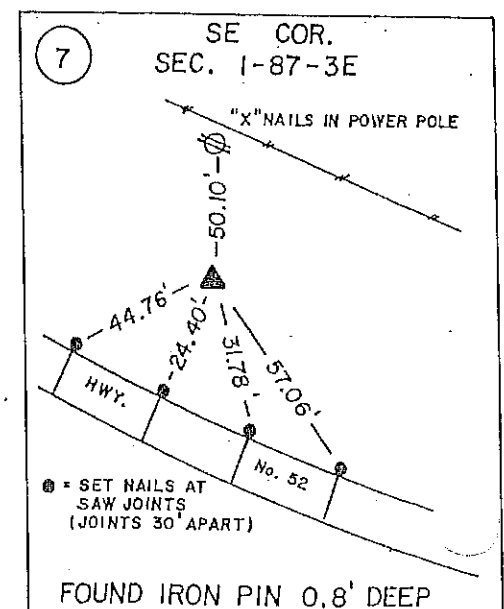 7
SE COR.
SEC. 1-87-3E
"X" NAILS IN POWER POLE
50.10'
44.76'
24.40'
31.78'
57.06'
HWY.
No. 52
= SET NAILS AT
SAW JOINTS
(JOINTS 30' APART)
FOUND IRON PIN 0.8' DEEP